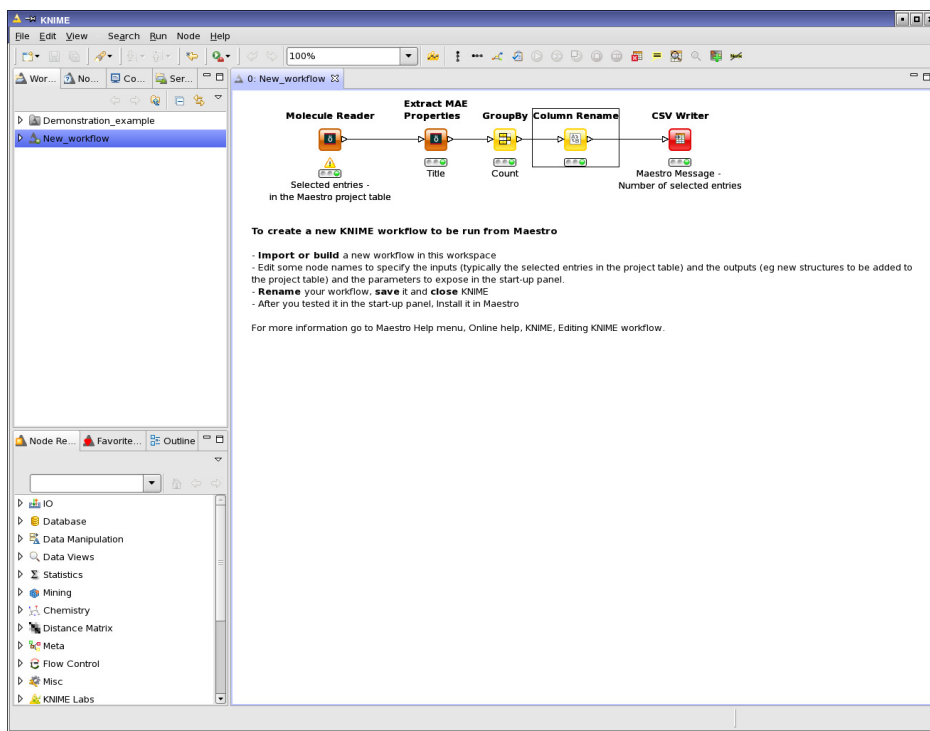 KNIME
File Edit View Search Run Node Help
100%
Wor... No... Co... Ser...
0: New_workflow
Demonstration_example
New_workflow
Molecule Reader
Extract MAE
Properties
GroupBy
Column Rename
CSV Writer
Selected entries -
in the Maestro project table
Title
Count
Maestro Message -
Number of selected entries
To create a new KNIME workflow to be run from Maestro
- Import or build a new workflow in this workspace
- Edit some node names to specify the inputs (typically the selected entries in the project table) and the outputs (eg new structures to be added to
the project table) and the parameters to expose in the start-up panel.
- Rename your workflow, save it and close KNIME
- After you tested it in the start-up panel, Install it in Maestro
For more information go to Maestro Help menu, Online help, KNIME, Editing KNIME workflow.
Node Re... Favorite... Outline
IO
Database
Data Manipulation
Data Views
Statistics
Mining
Chemistry
Distance Matrix
Meta
Flow Control
Misc
KNIME Labs